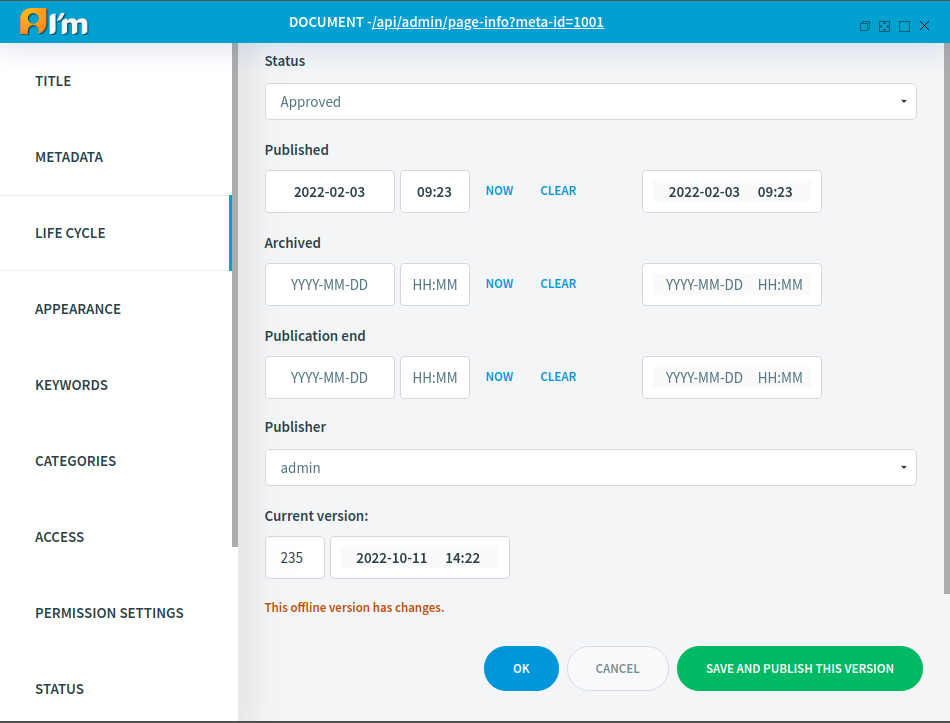 I'm
DOCUMENT -/api/admin/page-info?meta-id=1001
TITLE
METADATA
LIFE CYCLE
APPEARANCE
KEYWORDS
CATEGORIES
ACCESS
PERMISSION SETTINGS
STATUS
Status
Approved
Published
2022-02-03 09:23 NOW CLEAR 2022-02-03 09:23
Archived
YYYY-MM-DD HH:MM NOW CLEAR YYYY-MM-DD HH:MM
Publication end
YYYY-MM-DD HH:MM NOW CLEAR YYYY-MM-DD HH:MM
Publisher
admin
Current version:
235 2022-10-11 14:22
This offline version has changes.
OK CANCEL SAVE AND PUBLISH THIS VERSION